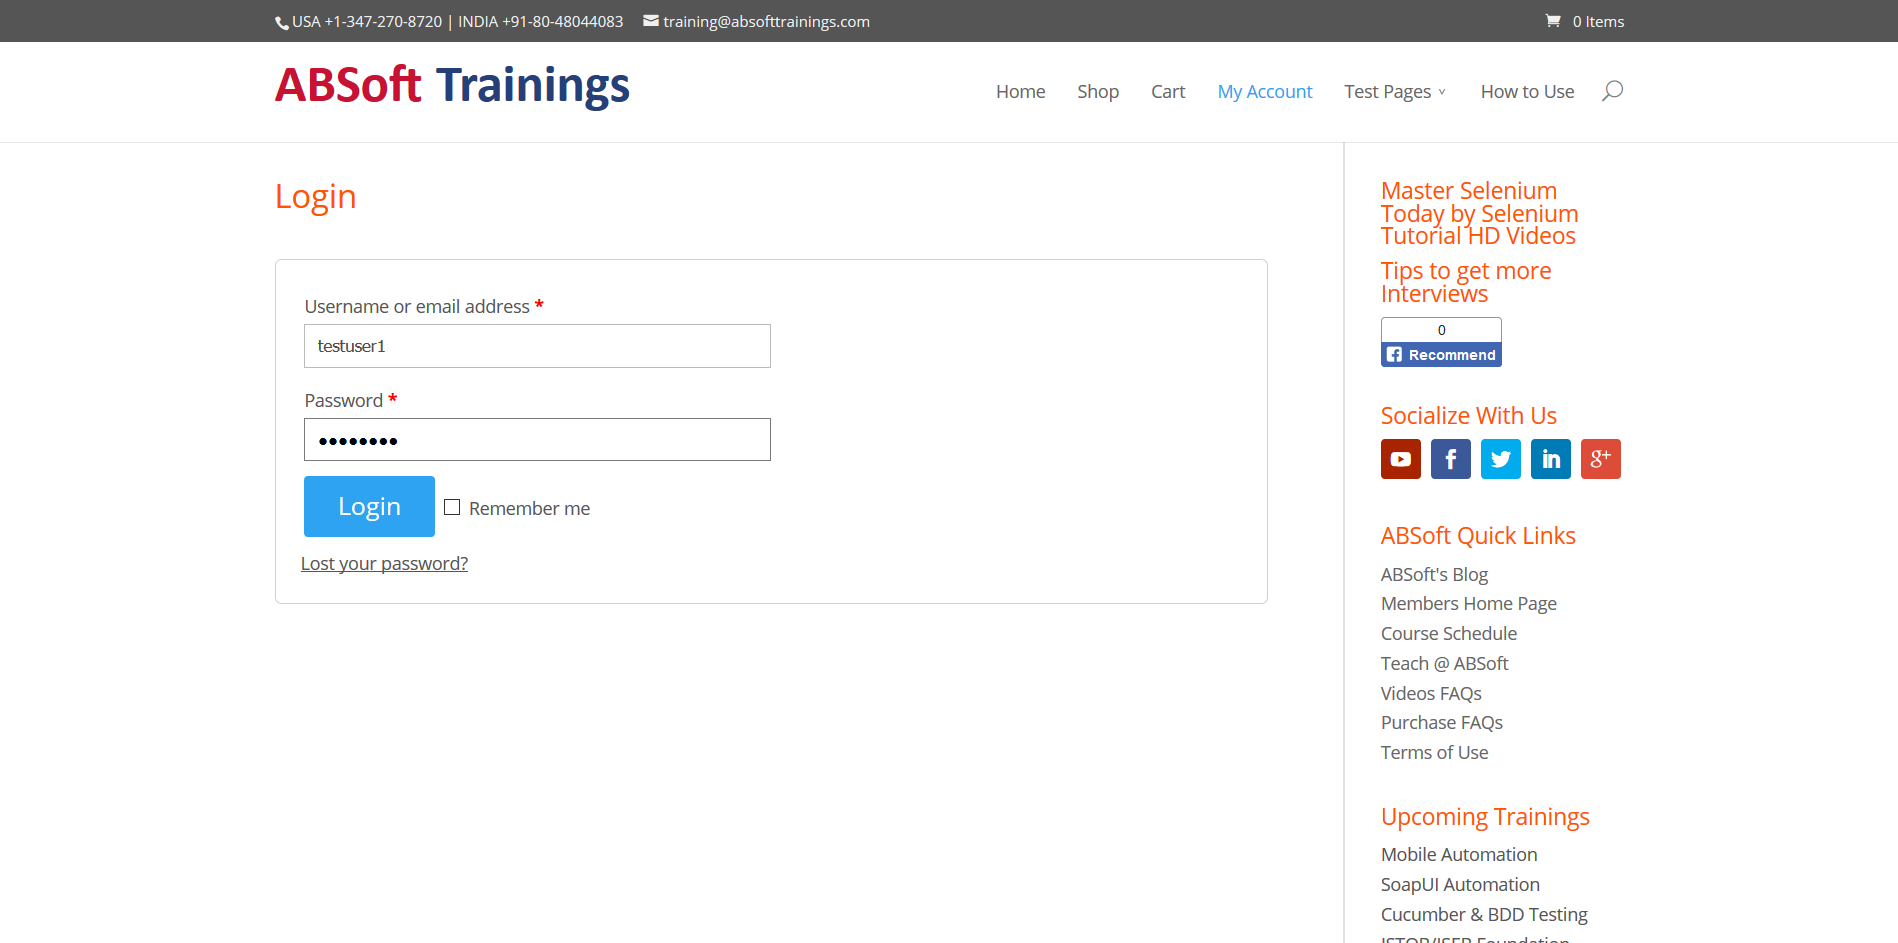 USA +1-347-270-8720 | INDIA +91-80-48044083 training@absofttrainings.com 0 Items
ABSoft Trainings
Home Shop Cart My Account Test Pages How to Use
Login
Username or email address *
testuser1
Password *
••••••••
Login Remember me
Lost your password?
Master Selenium
Today by Selenium
Tutorial HD Videos
Tips to get more
Interviews
0
Recommend
Socialize With Us
ABSoft Quick Links
ABSoft's Blog
Members Home Page
Course Schedule
Teach @ ABSoft
Videos FAQs
Purchase FAQs
Terms of Use
Upcoming Trainings
Mobile Automation
SoapUI Automation
Cucumber & BDD Testing
ISTQB/ISEB Foundation